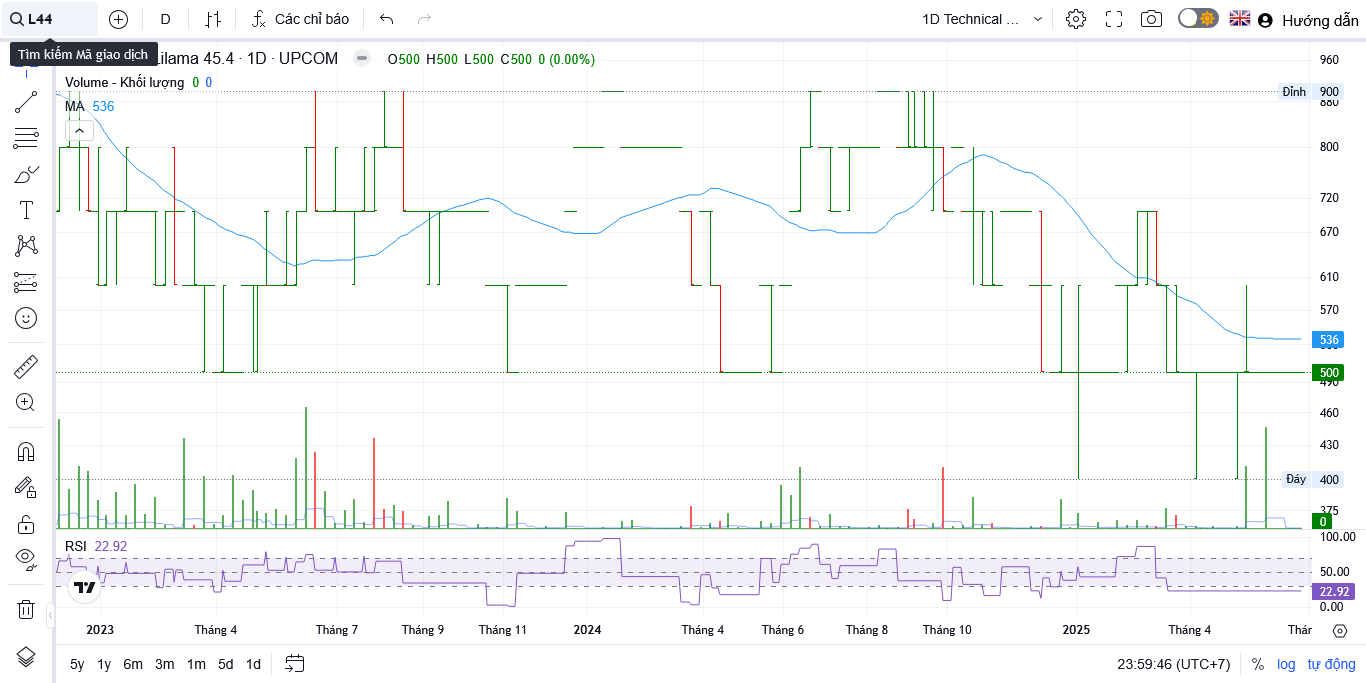 L44
D
Các chỉ báo
1D Technical ...
Hướng dẫn
Tìm kiếm Mã giao dịch
Lilama 45.4 · 1D · UPCOM
O500 H500 L500 C500 0 (0.00%)
Volume - Khối lượng 0 0
MA 536
960
Đỉnh 900
880
800
720
670
610
570
536
500
490
460
430
Đáy 400
375
0
RSI 22.92
100.00
50.00
22.92
0.00
2023 Tháng 4 Tháng 7 Tháng 9 Tháng 11 2024 Tháng 4 Tháng 6 Tháng 8 Tháng 10 2025 Tháng 4 Thár
5y 1y 6m 3m 1m 5d 1d
23:59:46 (UTC+7) % log tự động